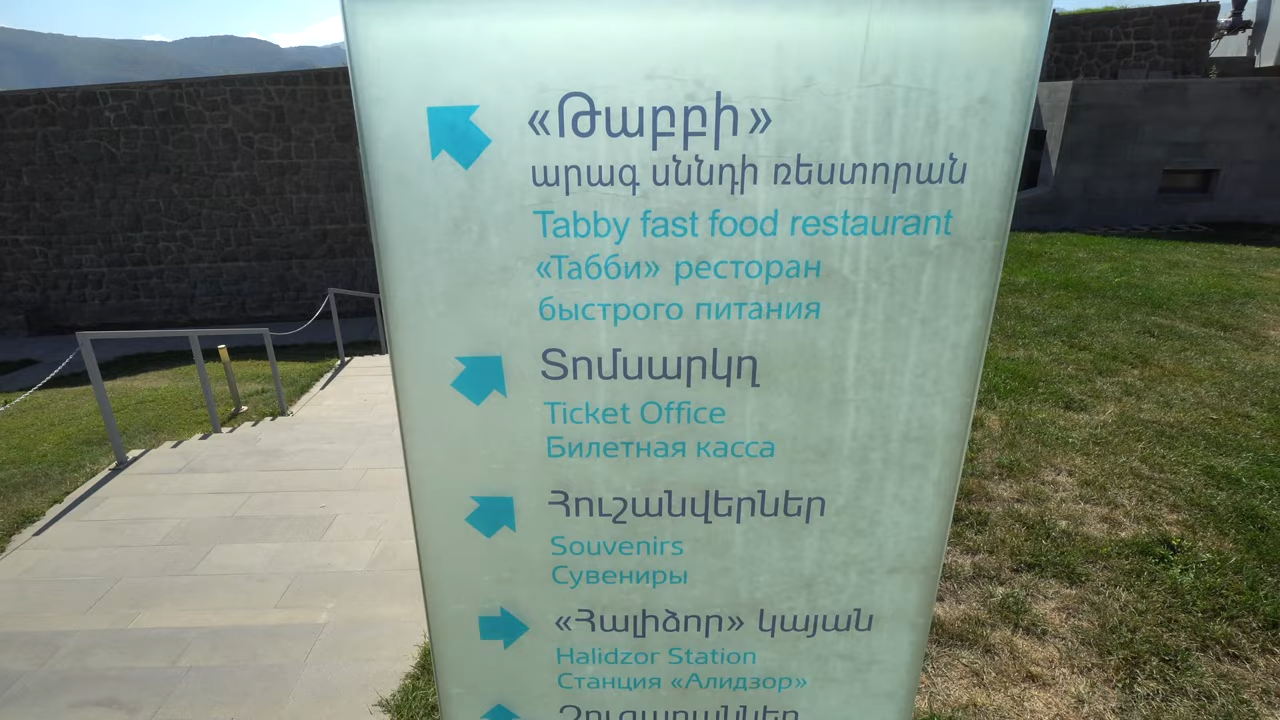 «Թաբբի»
արագ սննդի ռեստորան
Tabby fast food restaurant
«Табби» ресторан
быстрого питания
Տոմսարկղ
Ticket Office
Билетная касса
Հուշանվերներ
Souvenirs
Сувениры
«Հալիձոր» կայան
Halidzor Station
Станция «Алидзор»
Զուգարաններ